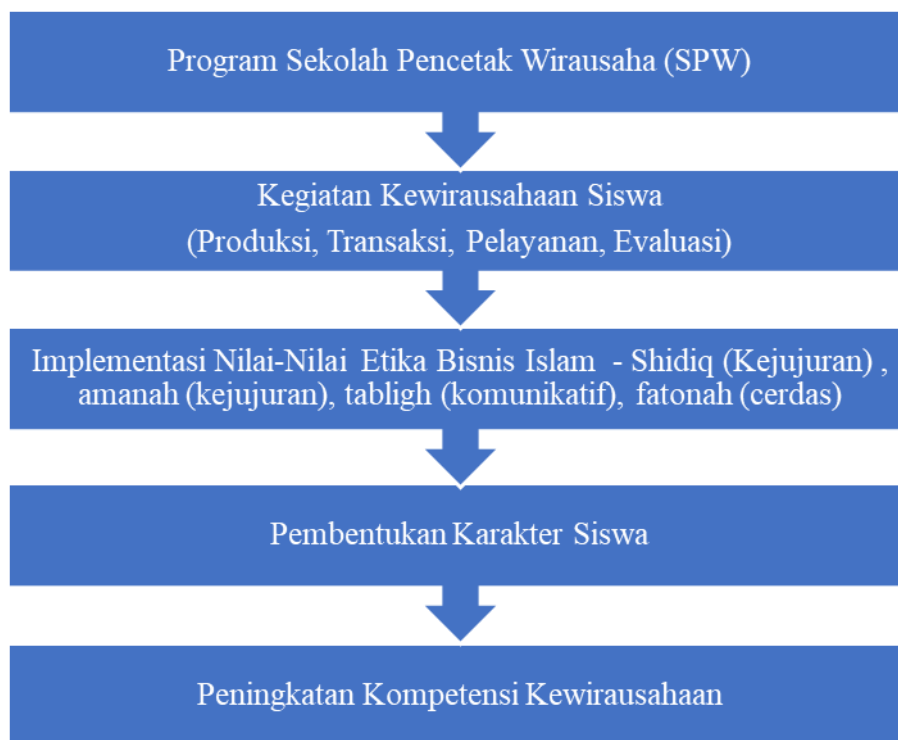 Program Sekolah Pencetak Wirausaha (SPW)
Kegiatan Kewirausahaan Siswa
(Produksi, Transaksi, Pelayanan, Evaluasi)
Implementasi Nilai-Nilai Etika Bisnis Islam - Shidiq (Kejujuran) ,
amanah (kejujuran), tabligh (komunikatif), fatonah (cerdas)
Pembentukan Karakter Siswa
Peningkatan Kompetensi Kewirausahaan